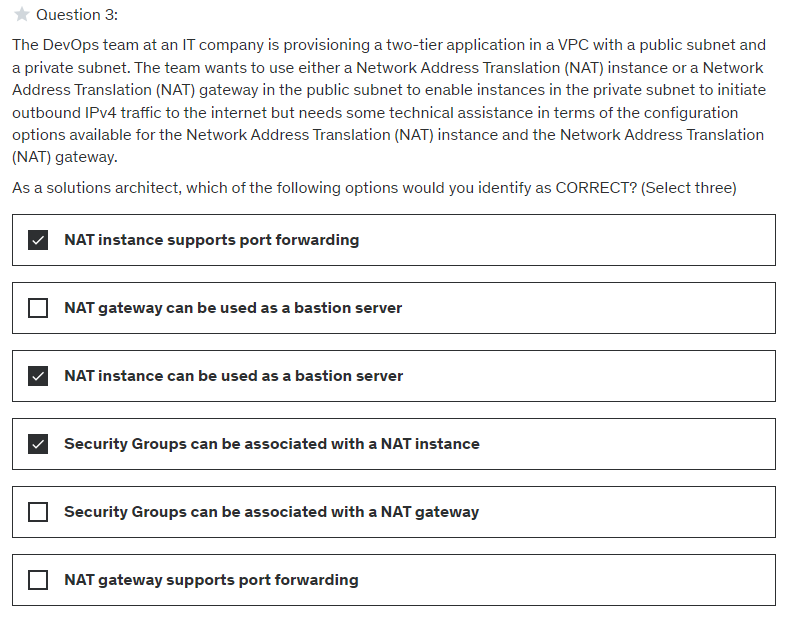 Question 3:
The DevOps team at an IT company is provisioning a two-tier application in a VPC with a public subnet and
a private subnet. The team wants to use either a Network Address Translation (NAT) instance or a Network
Address Translation (NAT) gateway in the public subnet to enable instances in the private subnet to initiate
outbound IPv4 traffic to the internet but needs some technical assistance in terms of the configuration
options available for the Network Address Translation (NAT) instance and the Network Address Translation
(NAT) gateway.
As a solutions architect, which of the following options would you identify as CORRECT? (Select three)
NAT instance supports port forwarding
NAT gateway can be used as a bastion server
NAT instance can be used as a bastion server
Security Groups can be associated with a NAT instance
Security Groups can be associated with a NAT gateway
NAT gateway supports port forwarding